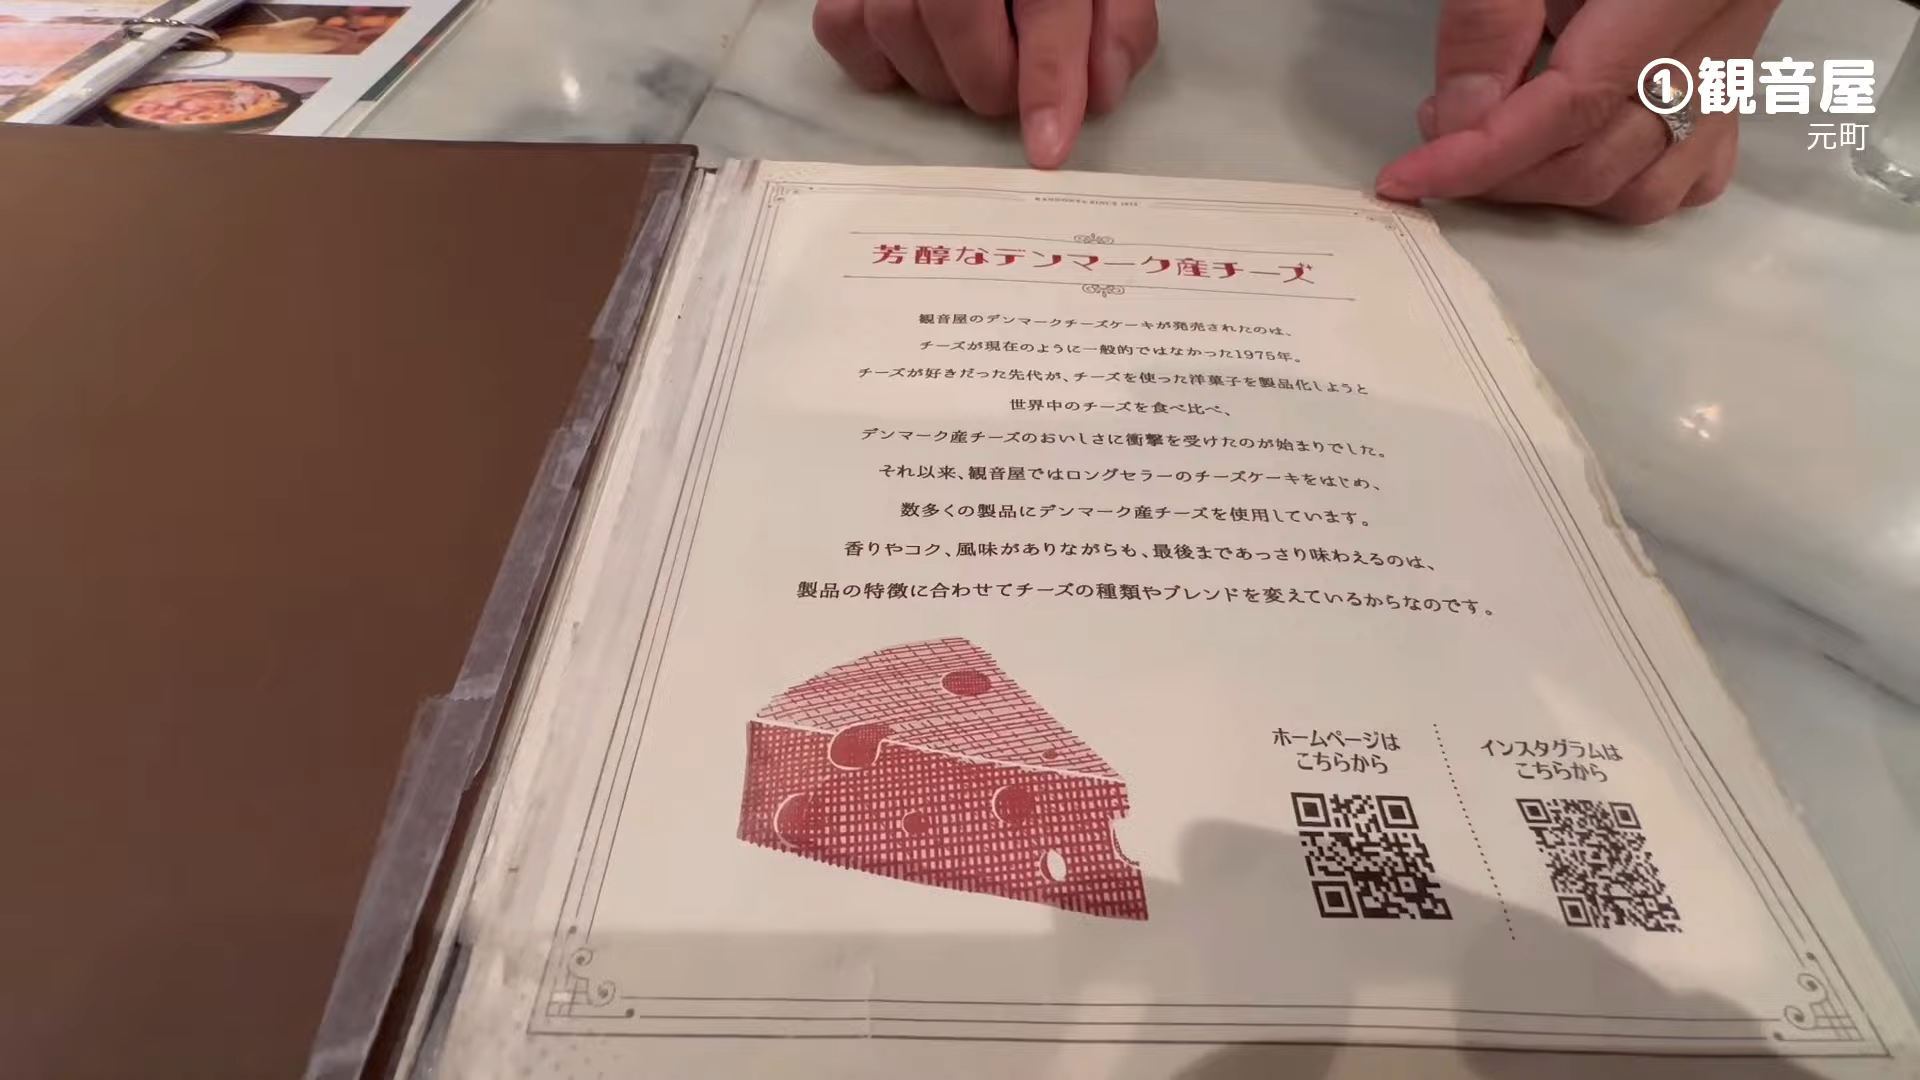 ①観音屋
元町
KANNONYA SINCE 1975
芳醇なデンマーク産チーズ
観音屋のデンマークチーズケーキが発売されたのは、
チーズが現在のように一般的ではなかった1975年。
チーズが好きだった先代が、チーズを使った洋菓子を製品化しようと
世界中のチーズを食べ比べ、
デンマーク産チーズのおいしさに衝撃を受けたのが始まりでした。
それ以来、観音屋ではロングセラーのチーズケーキをはじめ、
数多くの製品にデンマーク産チーズを使用しています。
香りやコク、風味がありながらも、最後まであっさり味わえるのは、
製品の特徴に合わせてチーズの種類やブレンドを変えているからなのです。
ホームページは
こちらから
インスタグラムは
こちらから